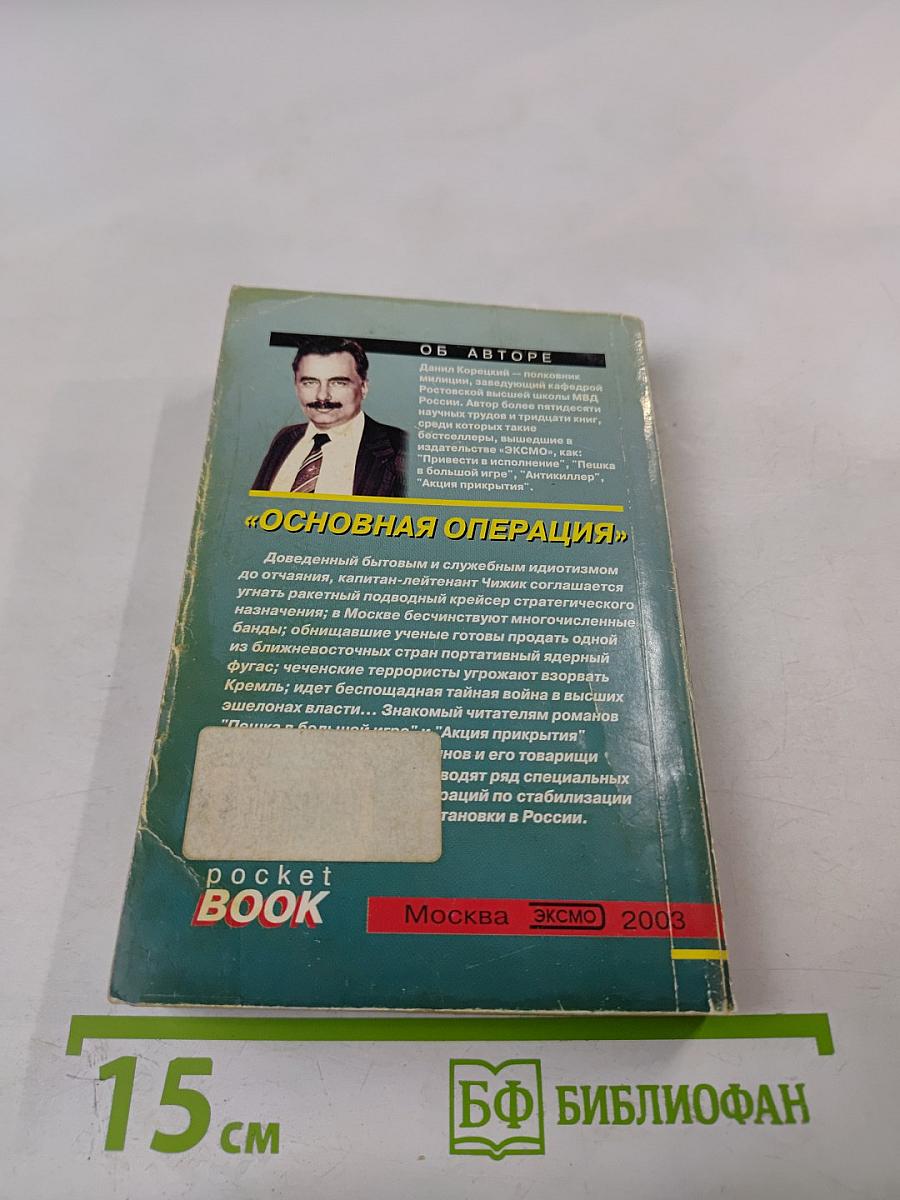 ОБ АВТОРЕ
Данил Корецкий — полковник
милиции, заведующий кафедрой
Ростовской высшей школы МВД
России. Автор более пятидесяти
научных трудов и тридцати книг,
среди которых такие
бестселлеры, вышедшие в
издательстве «ЭКСМО», как:
"Привести в исполнение", "Пешка
в большой игре", "Антикиллер",
"Акция прикрытия".
«ОСНОВНАЯ ОПЕРАЦИЯ»
Доведенный бытовым и служебным идиотизмом
до отчаяния, капитан-лейтенант Чижик соглашается
угнать ракетный подводный крейсер стратегического
назначения; в Москве бесчинствуют многочисленные
банды; обнищавшие ученые готовы продать одной
из ближневосточных стран портативный ядерный
фугас; чеченские террористы угрожают взорвать
Кремль; идет беспощадная тайная война в высших
эшелонах власти... Знакомый читателям романов
"Пешка в большой игре" и "Акция прикрытия"
нов и его товарищи
водят ряд специальных
раций по стабилизации
тановки в России.
pocket
BOOK
Москва ЭКСМО 2003
15 см
БФ БИБЛИОФАН